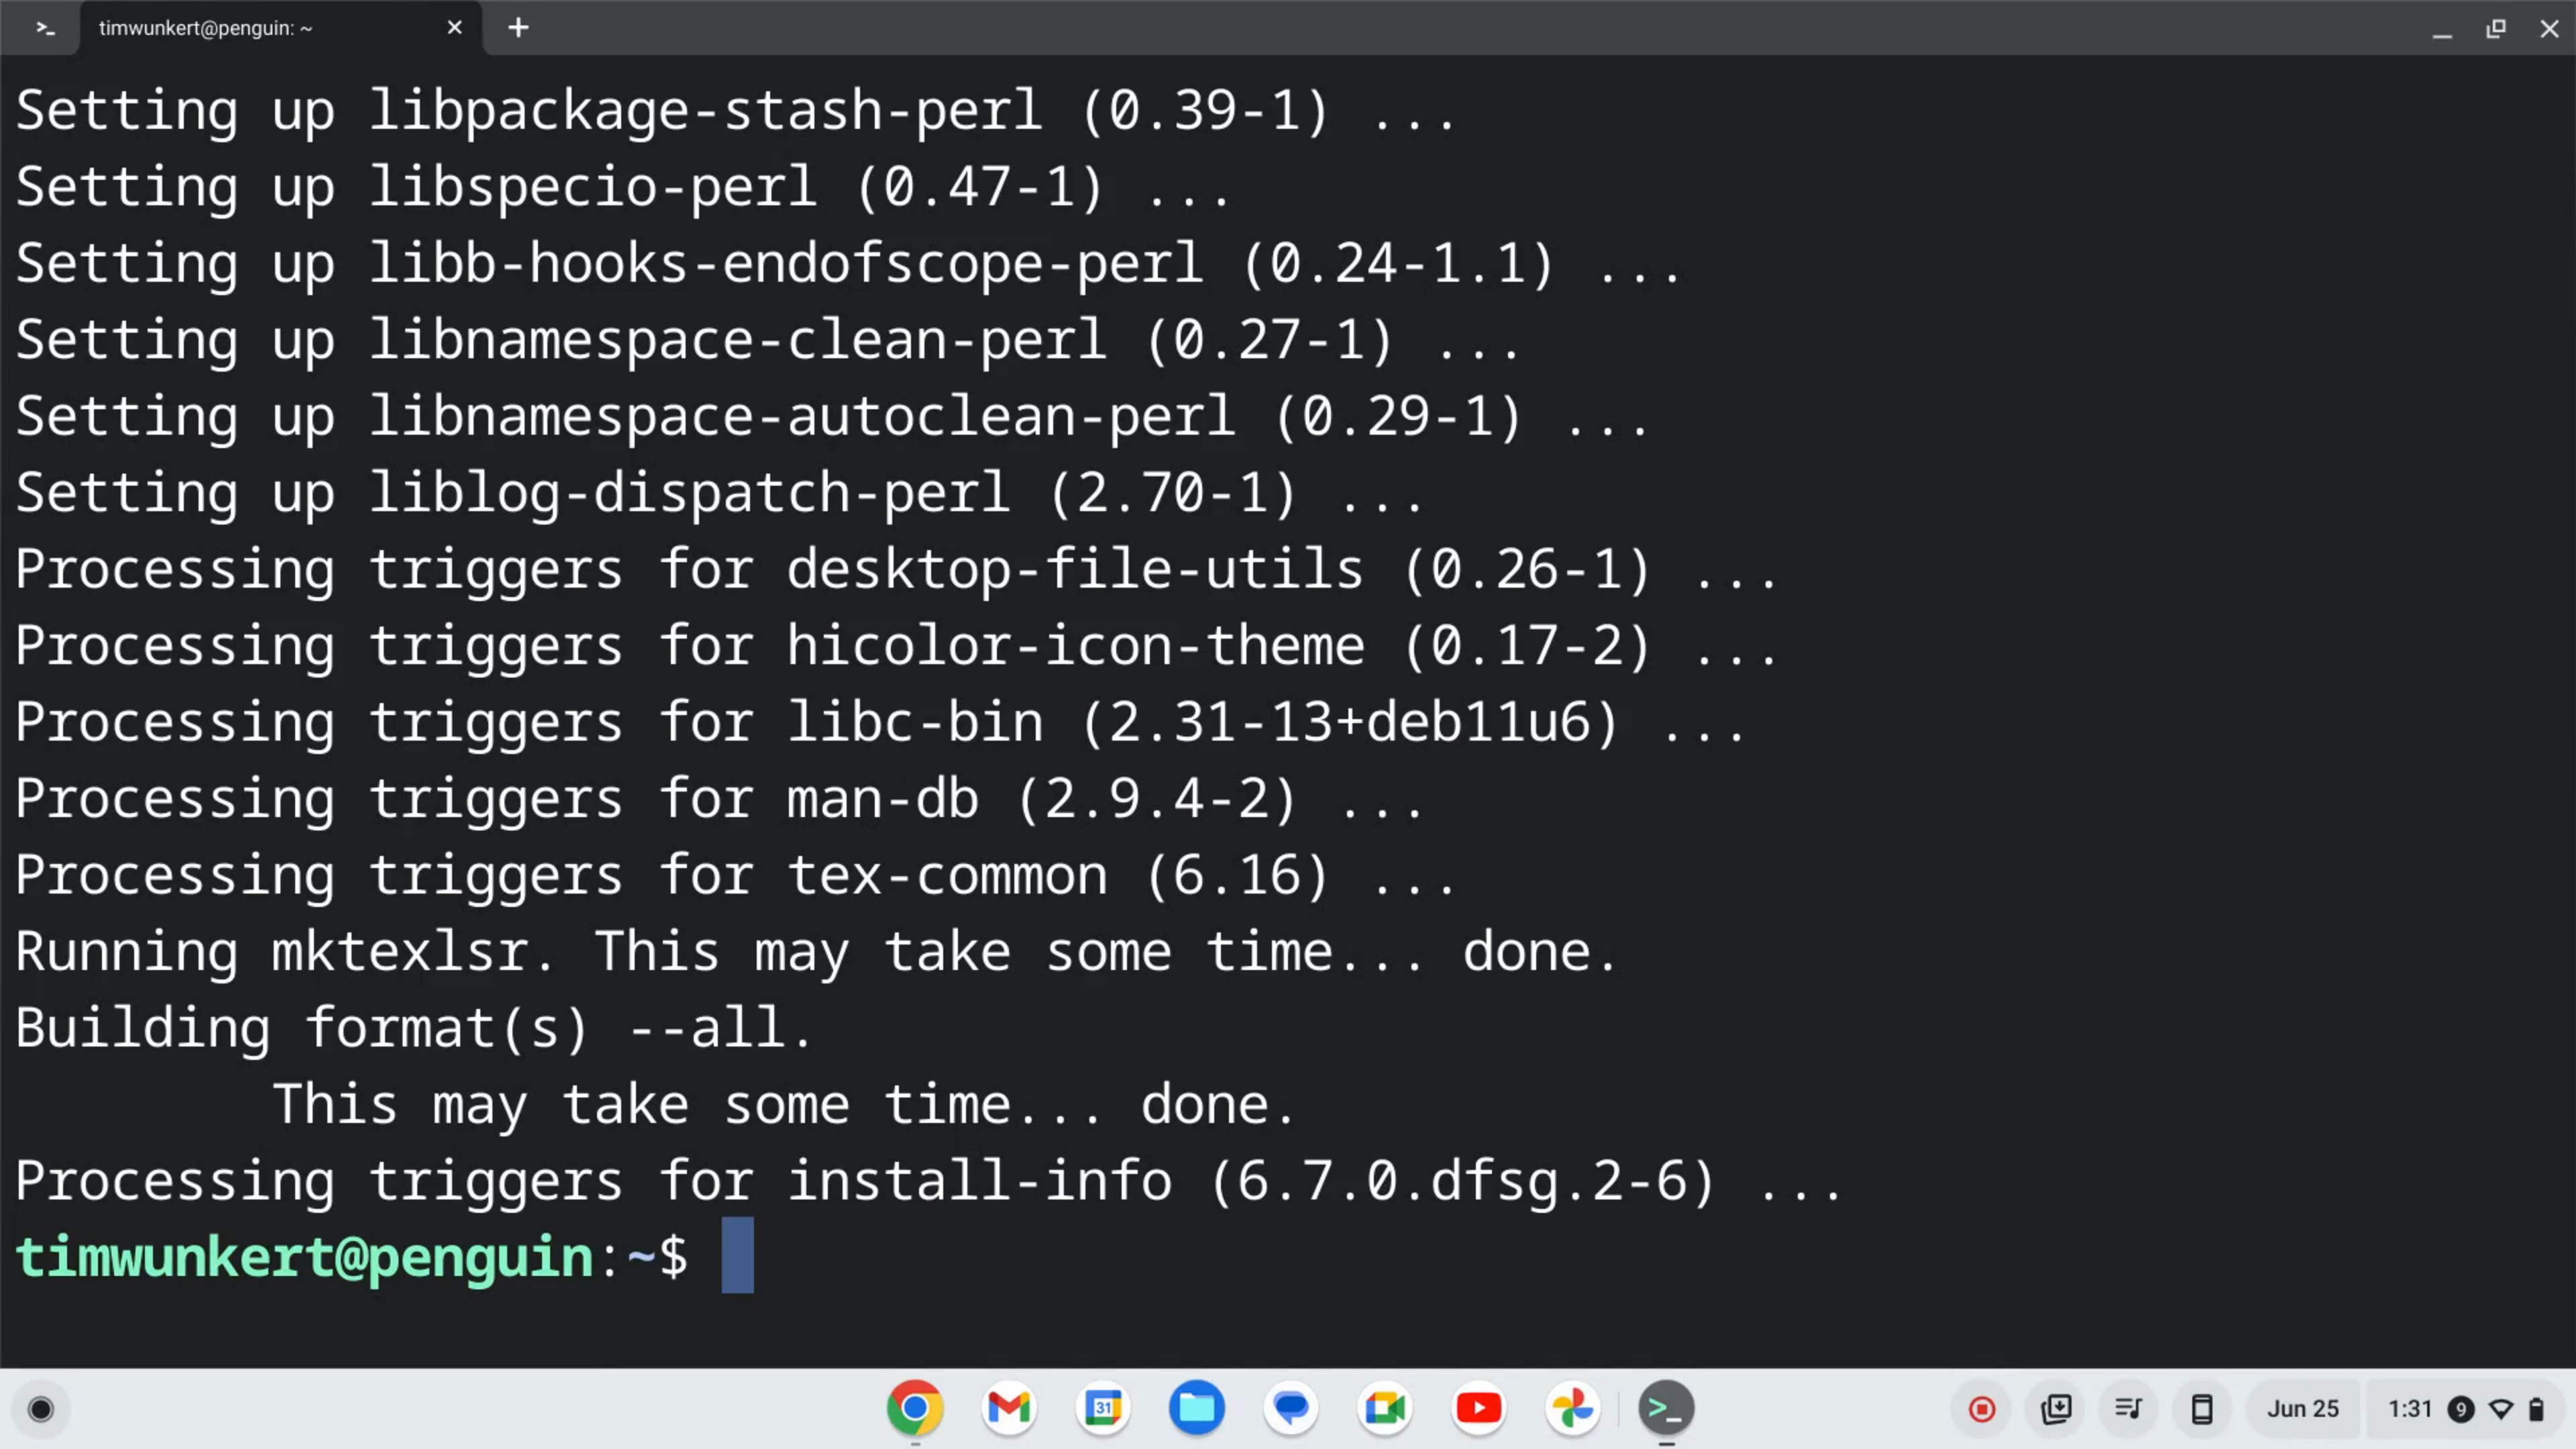 >_ timwunkert@penguin: ~
Setting up libpackage-stash-perl (0.39-1) ...
Setting up libspecio-perl (0.47-1) ...
Setting up libb-hooks-endofscope-perl (0.24-1.1) ...
Setting up libnamespace-clean-perl (0.27-1) ...
Setting up libnamespace-autoclean-perl (0.29-1) ...
Setting up liblog-dispatch-perl (2.70-1) ...
Processing triggers for desktop-file-utils (0.26-1) ...
Processing triggers for hicolor-icon-theme (0.17-2) ...
Processing triggers for libc-bin (2.31-13+deb11u6) ...
Processing triggers for man-db (2.9.4-2) ...
Processing triggers for tex-common (6.16) ...
Running mktexlsr. This may take some time... done.
Building format(s) --all.
        This may take some time... done.
Processing triggers for install-info (6.7.0.dfsg.2-6) ...
timwunkert@penguin:~$
31 >_ Jun 25 1:31 9